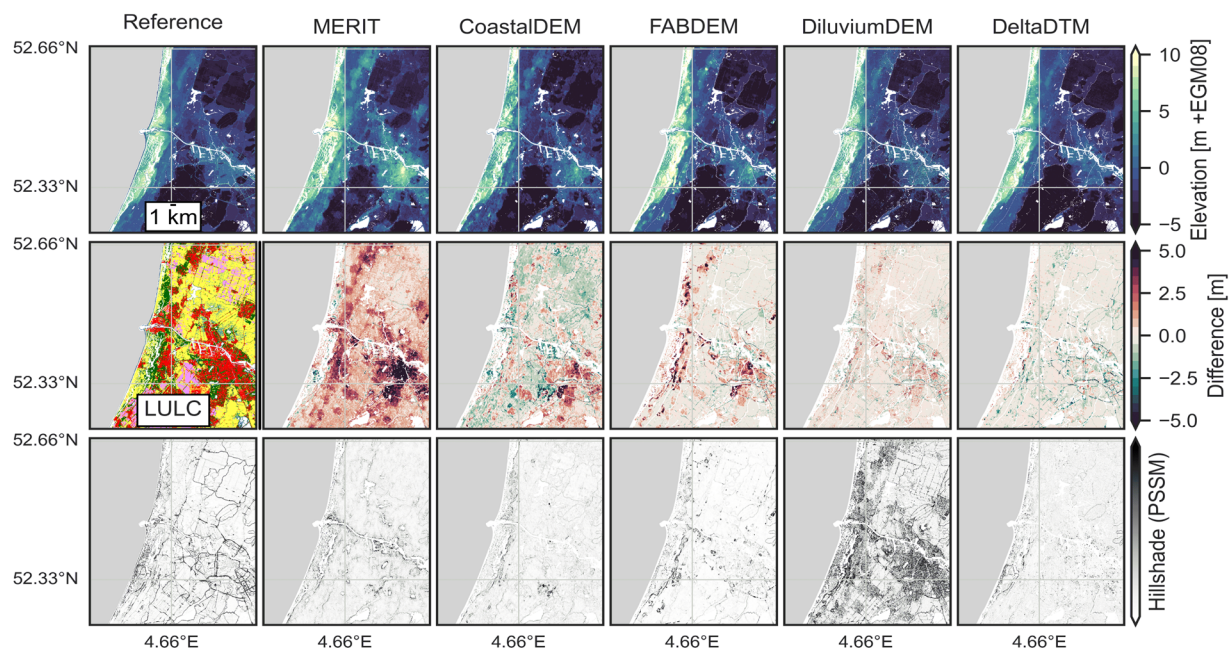 Reference MERIT CoastalDEM FABDEM DiluviumDEM DeltaDTM
52.66°N
52.33°N
1 km
10
5
0
−5
Elevation [m +EGM08]
52.66°N
52.33°N
LULC
5.0
2.5
0.0
−2.5
−5.0
Difference [m]
52.66°N
52.33°N
Hillshade (PSSM)
4.66°E 4.66°E 4.66°E 4.66°E 4.66°E 4.66°E